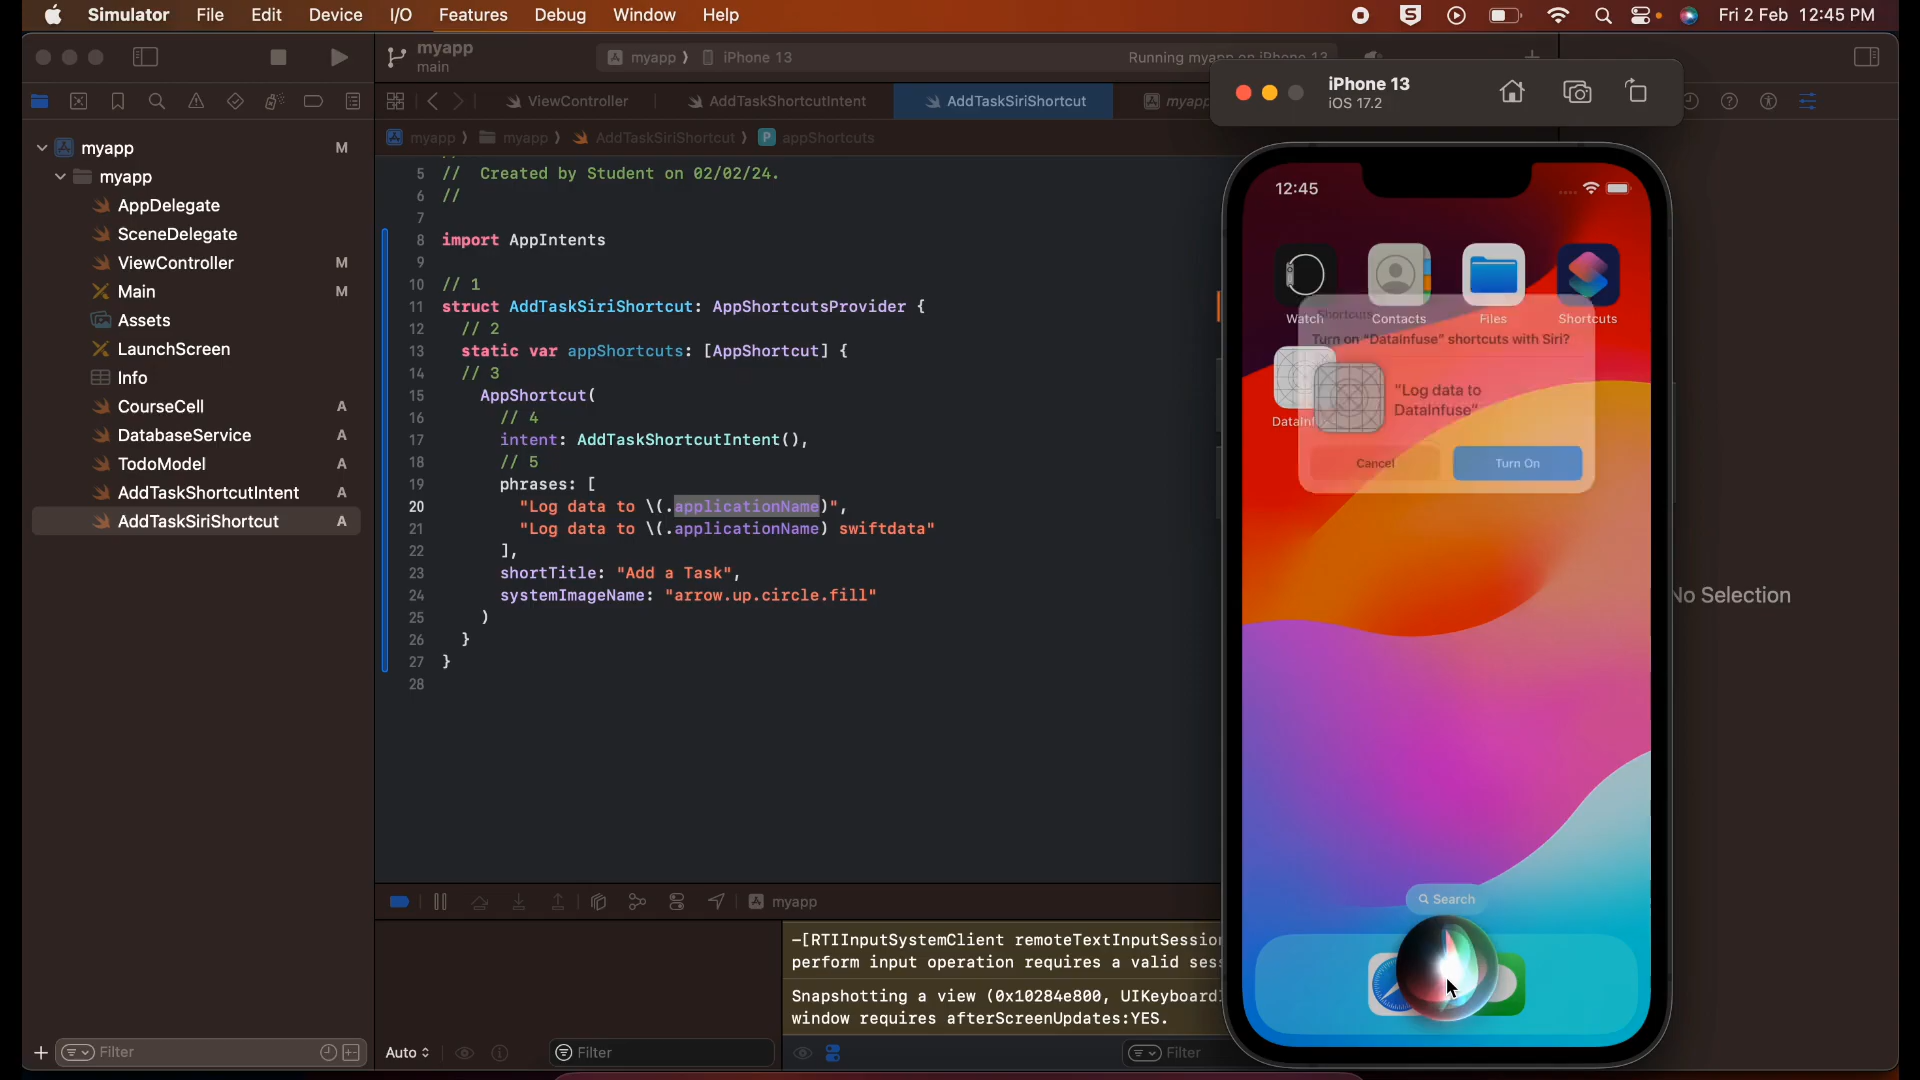 Simulator File Edit Device I/O Features Debug Window Help
S
Fri 2 Feb 12:45 PM
myapp
main
myapp ⟩ iPhone 13
Running myapp on iPhone 13
ViewController
AddTaskShortcutIntent
AddTaskSiriShortcut
myapp
myapp ⟩ myapp ⟩ AddTaskSiriShortcut ⟩ P appShortcuts
myapp M
myapp
AppDelegate
SceneDelegate
ViewController M
Main M
Assets
LaunchScreen
Info
CourseCell A
DatabaseService A
TodoModel A
AddTaskShortcutIntent A
AddTaskSiriShortcut A
5 // Created by Student on 02/02/24.
6 //
7
8 import AppIntents
9
10 // 1
11 struct AddTaskSiriShortcut: AppShortcutsProvider {
12 // 2
13 static var appShortcuts: [AppShortcut] {
14 // 3
15 AppShortcut(
16 // 4
17 intent: AddTaskShortcutIntent(),
18 // 5
19 phrases: [
20 "Log data to \(.applicationName)",
21 "Log data to \(.applicationName) swiftdata"
22 ],
23 shortTitle: "Add a Task",
24 systemImageName: "arrow.up.circle.fill"
25 )
26 }
27 }
28
myapp
-[RTIInputSystemClient remoteTextInputSession
perform input operation requires a valid ses
Snapshotting a view (0x10284e800, UIKeyboard
window requires afterScreenUpdates:YES.
Filter
Auto
Filter
Filter
iPhone 13
iOS 17.2
12:45
Watch
Contacts
Files
Shortcuts
Shortcuts
Turn on "Datainfuse" shortcuts with Siri?
"Log data to
Datainfuse"
Cancel
Turn On
Search
No Selection